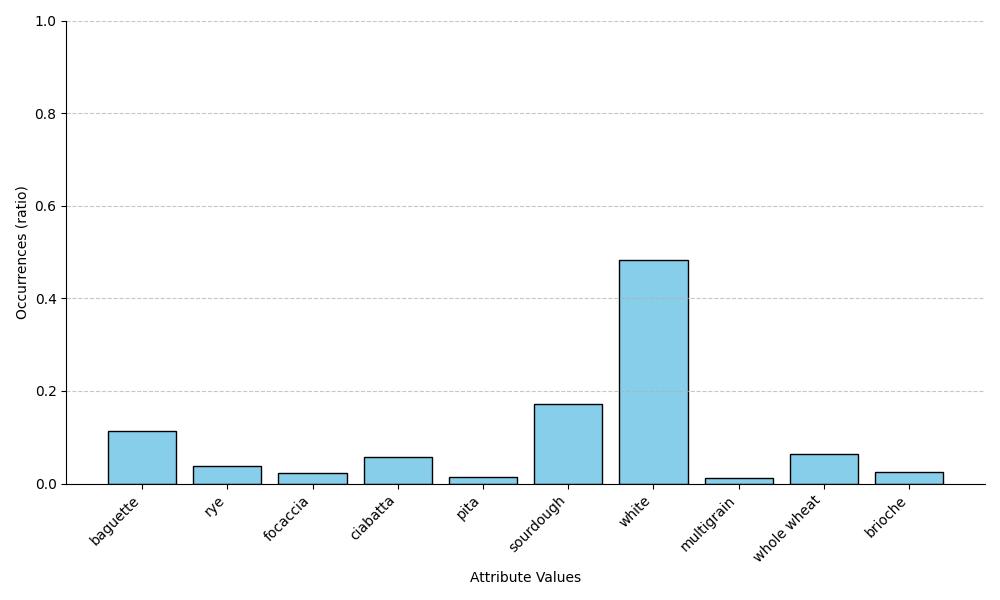 1.0
0.8
0.6
0.4
0.2
0.0
Occurrences (ratio)
baguette
rye
focaccia
ciabatta
pita
sourdough
white
multigrain
whole wheat
brioche
Attribute Values